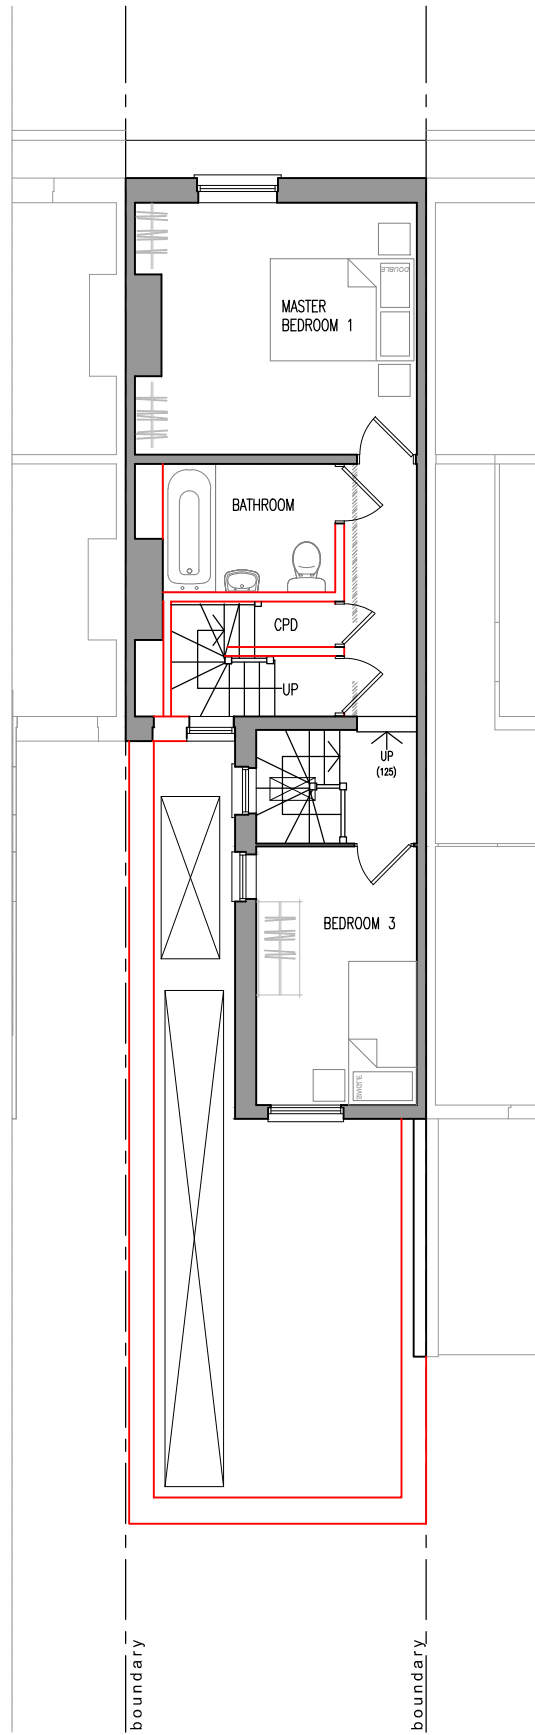 DOUBLE
MASTER
BEDROOM 1
BATHROOM
CPD
UP
UP
(125)
BEDROOM 3
SINGLE
boundary
boundary